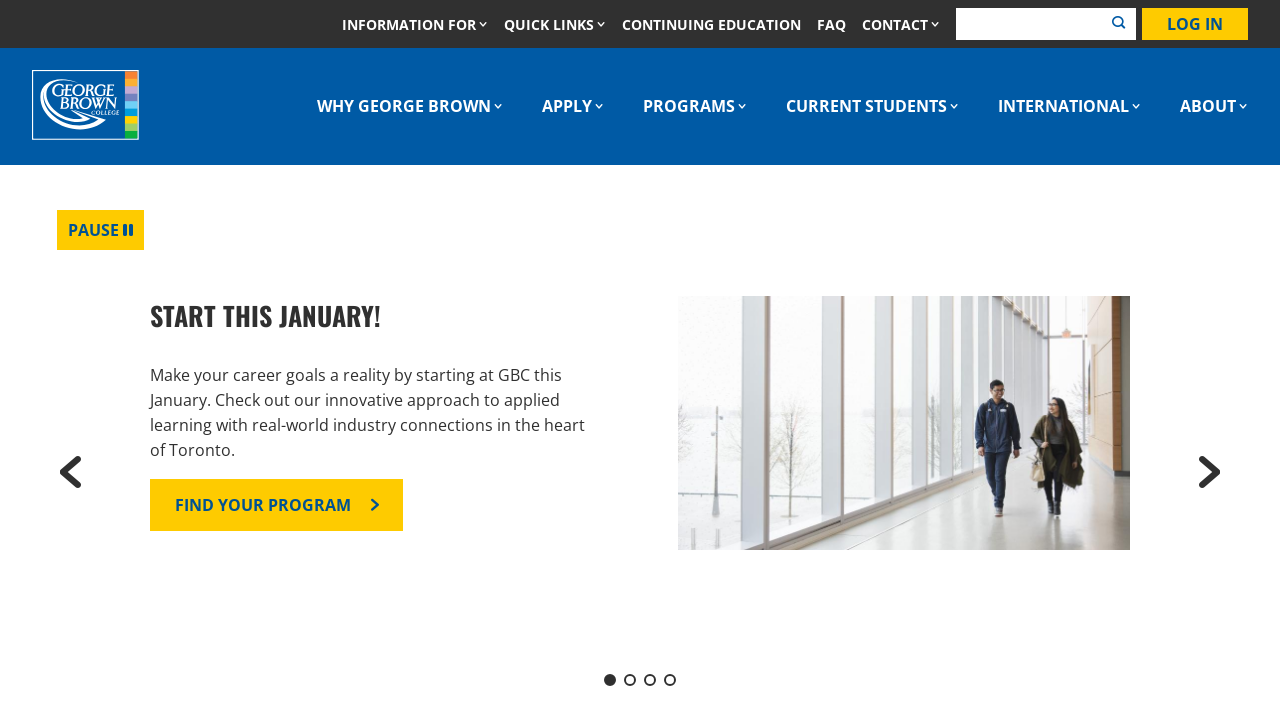 INFORMATION FOR QUICK LINKS CONTINUING EDUCATION FAQ CONTACT LOG IN
GEORGE
BROWN
COLLEGE
WHY GEORGE BROWN APPLY PROGRAMS CURRENT STUDENTS INTERNATIONAL ABOUT
PAUSE
START THIS JANUARY!
Make your career goals a reality by starting at GBC this
January. Check out our innovative approach to applied
learning with real-world industry connections in the heart
of Toronto.
FIND YOUR PROGRAM